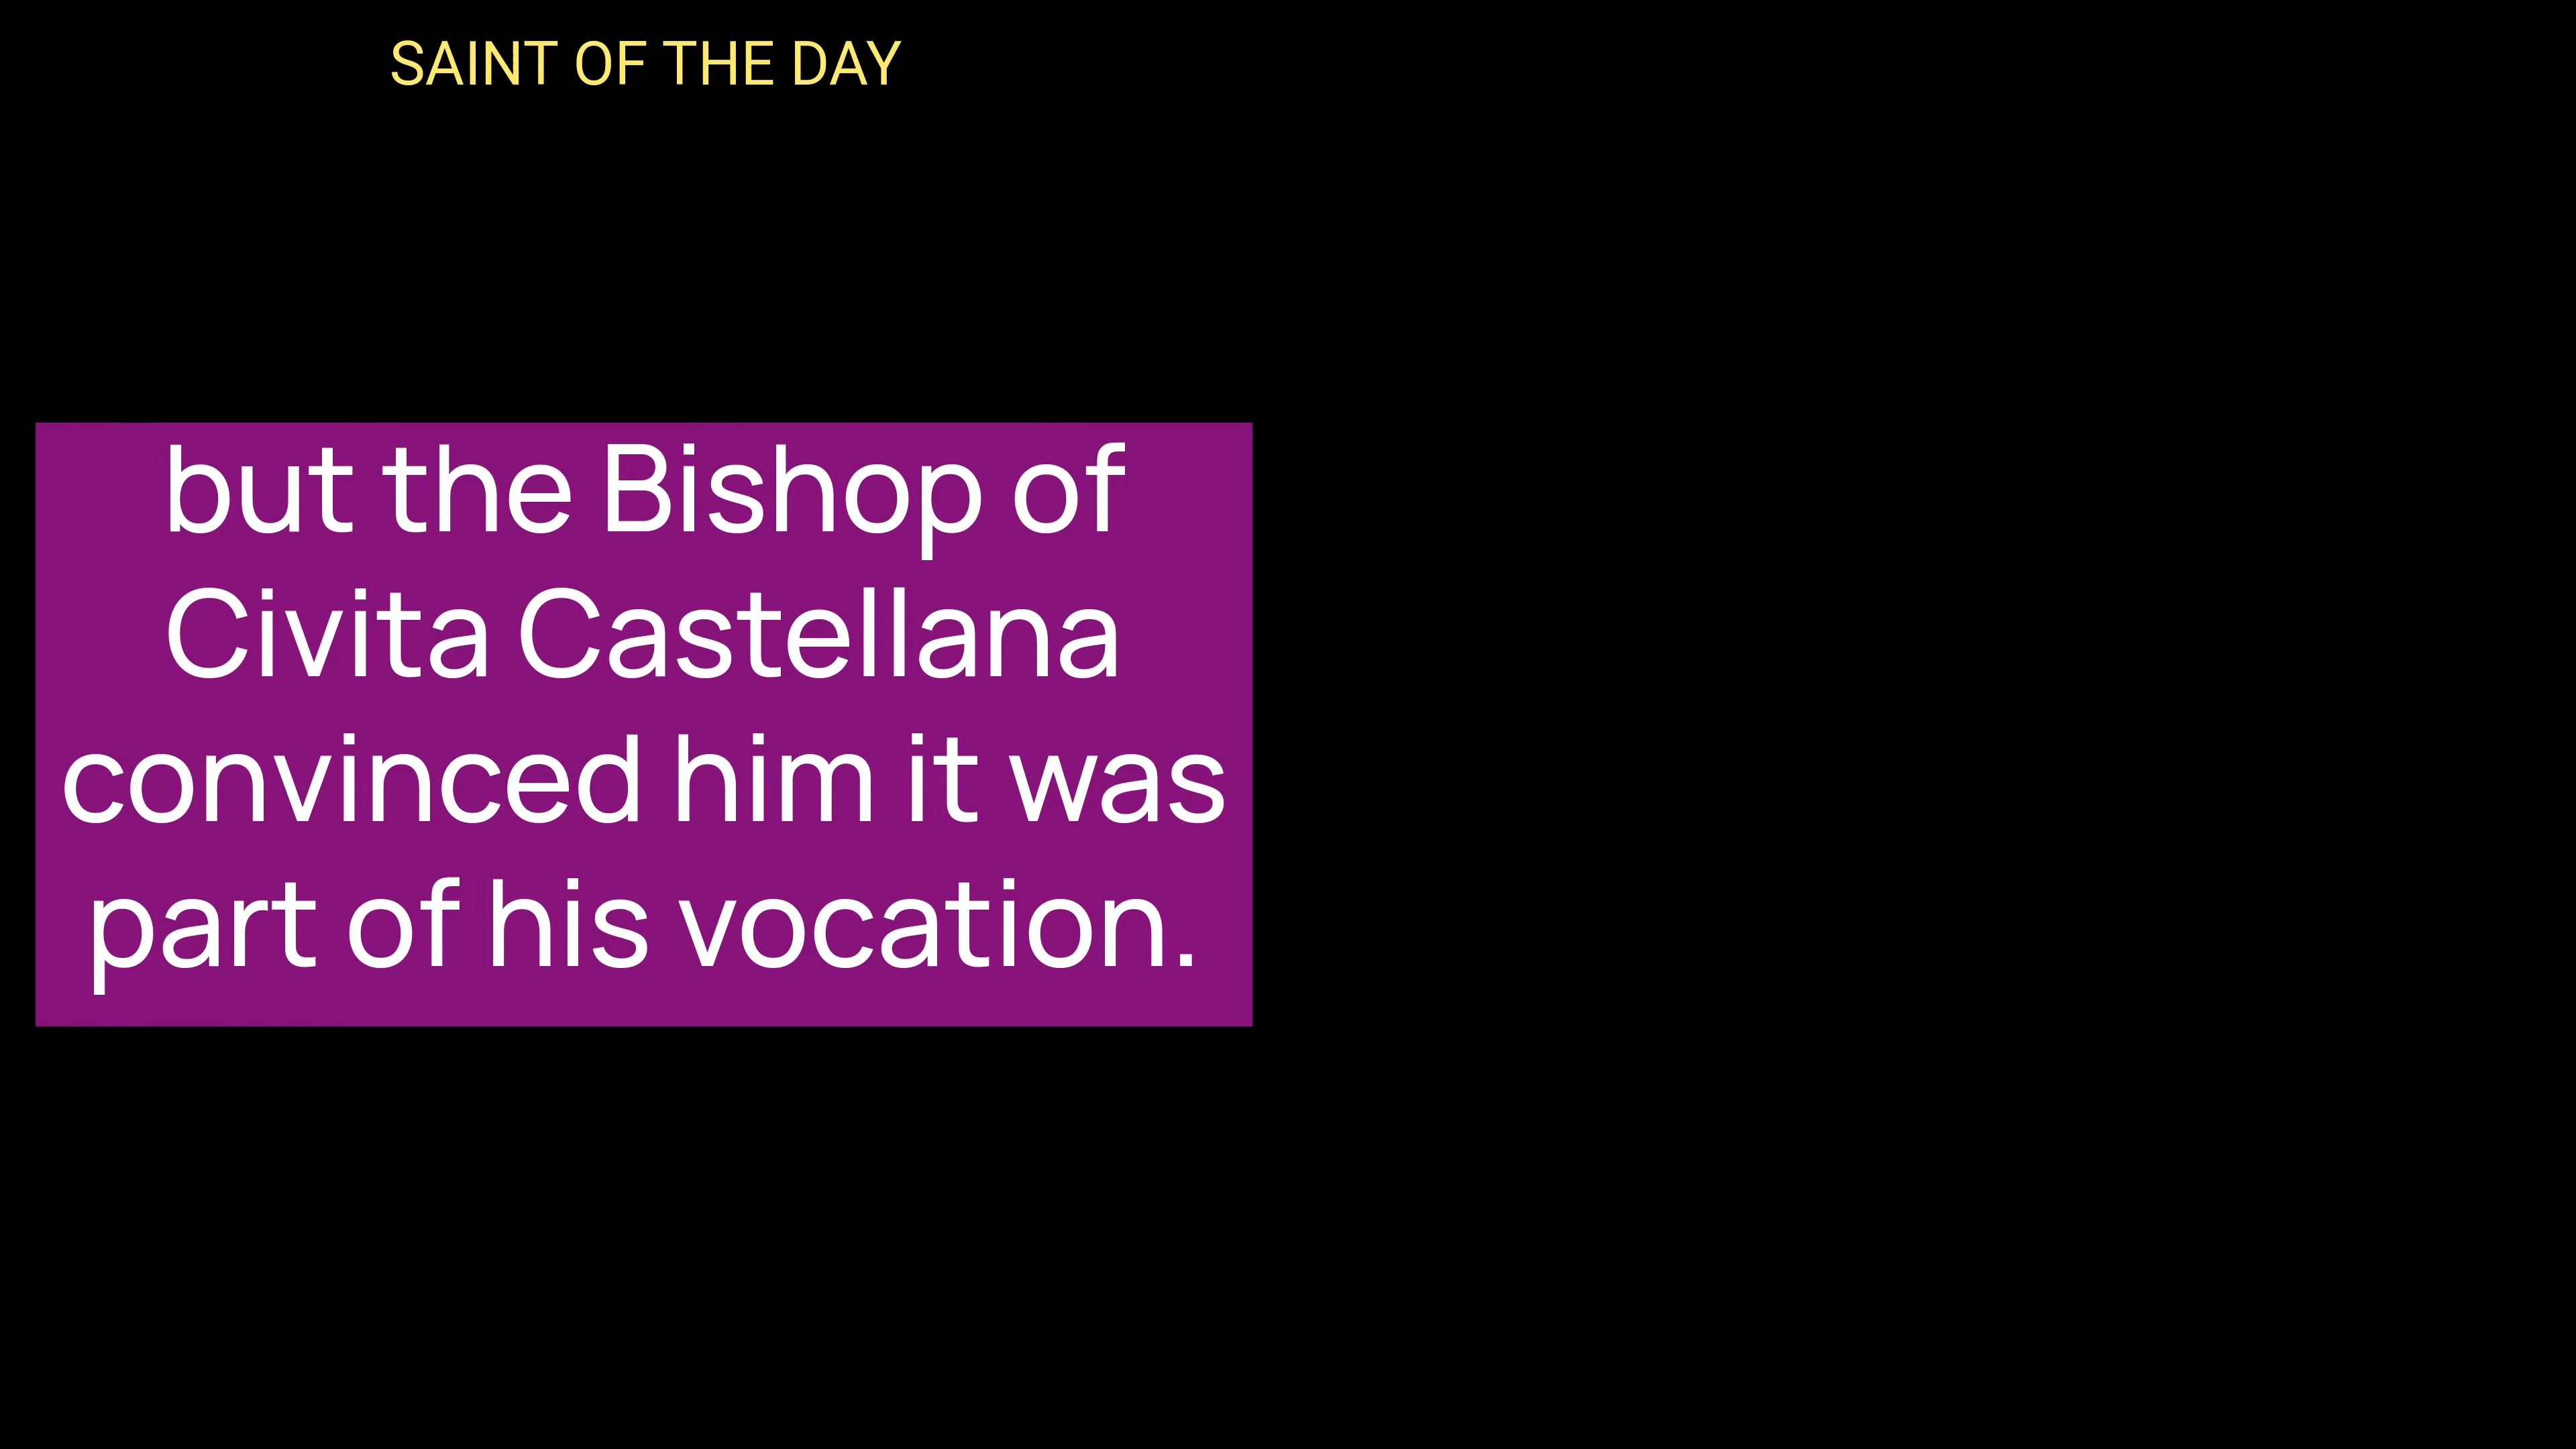 SAINT OF THE DAY
but the Bishop of
Civita Castellana
convinced him it was
part of his vocation.